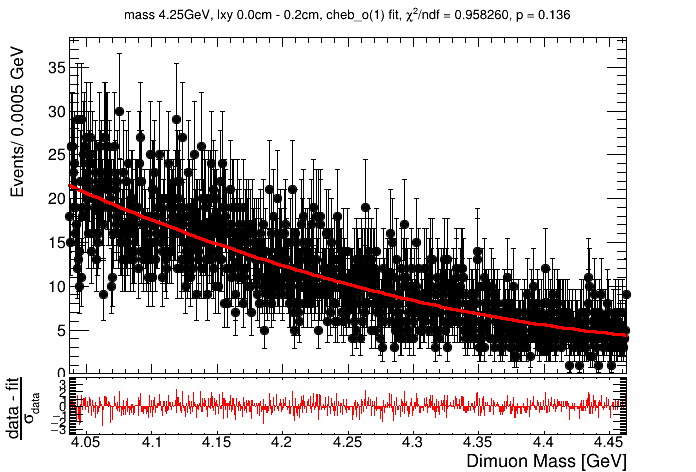 mass 4.25GeV, lxy 0.0cm - 0.2cm, cheb_o(1) fit, χ²/ndf = 0.958260, p = 0.136
Events/ 0.0005 GeV
35
30
25
20
15
10
5
0
data - fit
σdata
3
2
1
0
−1
−2
−3
4.05 4.1 4.15 4.2 4.25 4.3 4.35 4.4 4.45
Dimuon Mass [GeV]